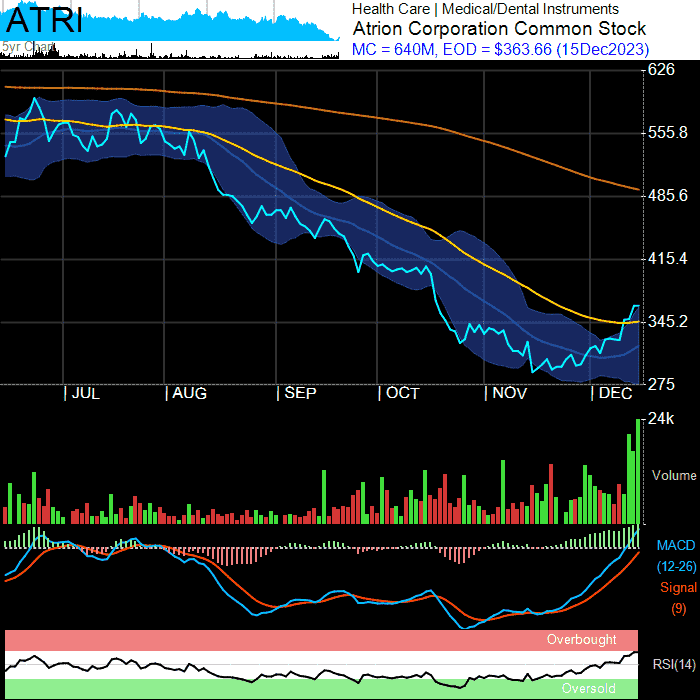 ATRI
5yr Chart
Health Care | Medical/Dental Instruments
Atrion Corporation Common Stock
MC = 640M, EOD = $363.66 (15Dec2023)
626
555.8
485.6
415.4
345.2
275
| JUL | AUG | SEP | OCT | NOV | DEC
24k
Volume
MACD
(12-26)
Signal
(9)
Overbought
RSI(14)
Oversold